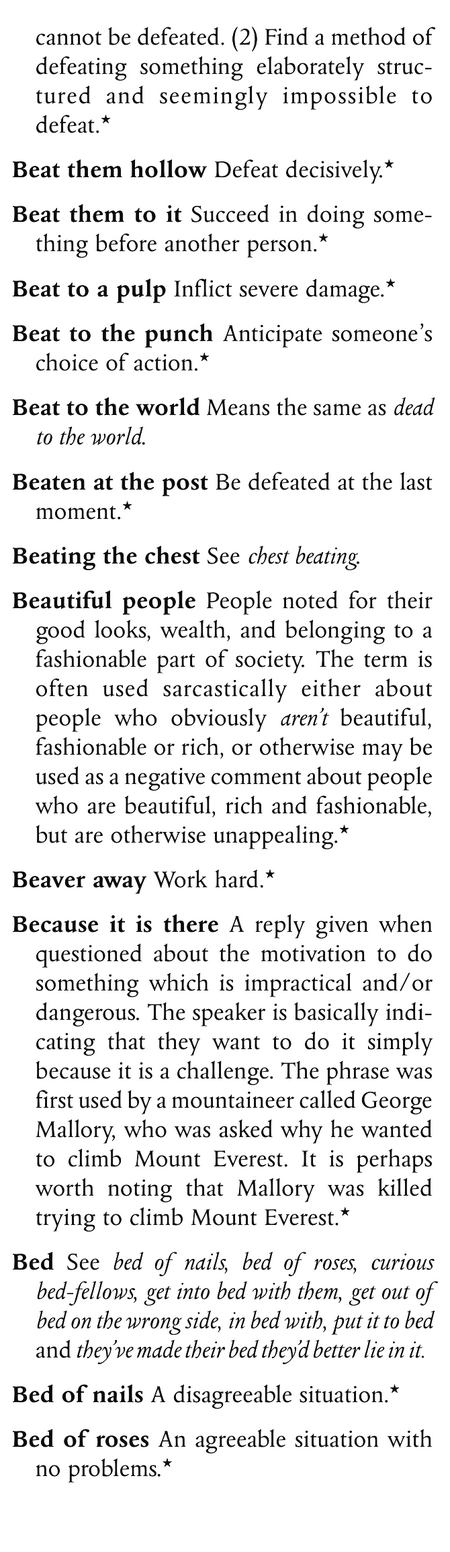 cannot be defeated. (2) Find a method of
defeating something elaborately struc-
tured and seemingly impossible to
defeat.★
Beat them hollow Defeat decisively.★
Beat them to it Succeed in doing some-
thing before another person.★
Beat to a pulp Inflict severe damage.★
Beat to the punch Anticipate someone’s
choice of action.★
Beat to the world Means the same as dead
to the world.
Beaten at the post Be defeated at the last
moment.★
Beating the chest See chest beating.
Beautiful people People noted for their
good looks, wealth, and belonging to a
fashionable part of society. The term is
often used sarcastically either about
people who obviously aren’t beautiful,
fashionable or rich, or otherwise may be
used as a negative comment about people
who are beautiful, rich and fashionable,
but are otherwise unappealing.★
Beaver away Work hard.★
Because it is there A reply given when
questioned about the motivation to do
something which is impractical and/or
dangerous. The speaker is basically indi-
cating that they want to do it simply
because it is a challenge. The phrase was
first used by a mountaineer called George
Mallory, who was asked why he wanted
to climb Mount Everest. It is perhaps
worth noting that Mallory was killed
trying to climb Mount Everest.★
Bed See bed of nails, bed of roses, curious
bed-fellows, get into bed with them, get out of
bed on the wrong side, in bed with, put it to bed
and they’ve made their bed they’d better lie in it.
Bed of nails A disagreeable situation.★
Bed of roses An agreeable situation with
no problems.★